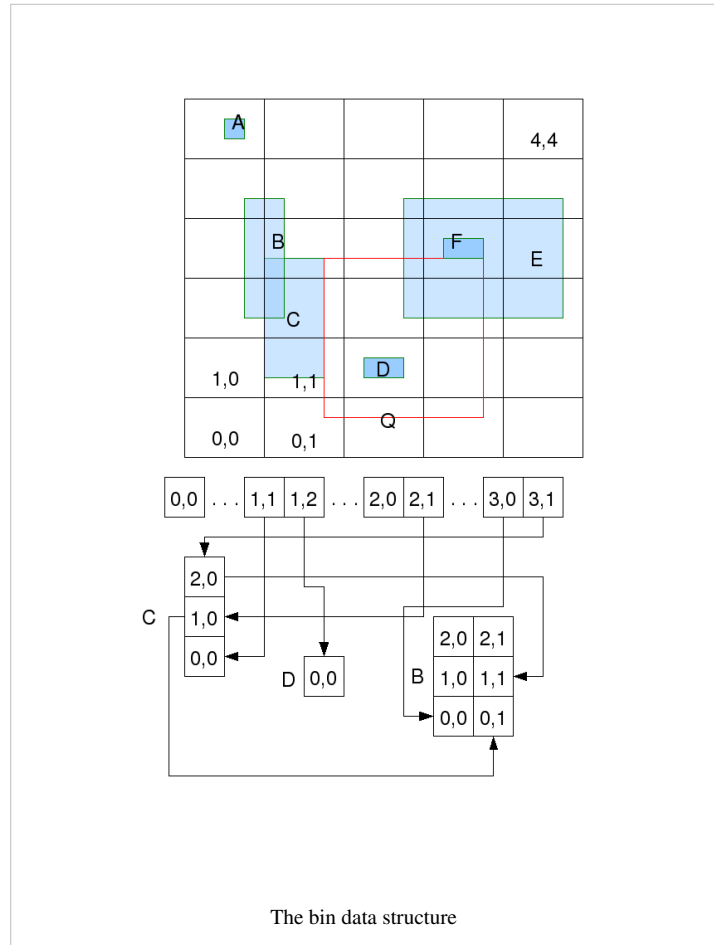 A
4,4
B
F
E
C
D
1,0
1,1
Q
0,0
0,1
0,0 . . . 1,1 1,2 . . . 2,0 2,1 . . . 3,0 3,1
2,0
C
1,0
0,0
D
0,0
2,0 2,1
B
1,0 1,1
0,0 0,1
The bin data structure